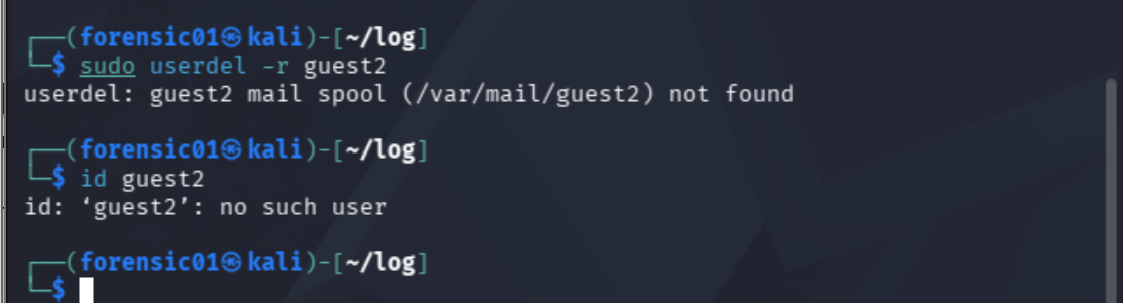 ┌──(forensic01㉿kali)-[~/log]
└─$ sudo userdel -r guest2
userdel: guest2 mail spool (/var/mail/guest2) not found
┌──(forensic01㉿kali)-[~/log]
└─$ id guest2
id: ‘guest2’: no such user
┌──(forensic01㉿kali)-[~/log]
└─$